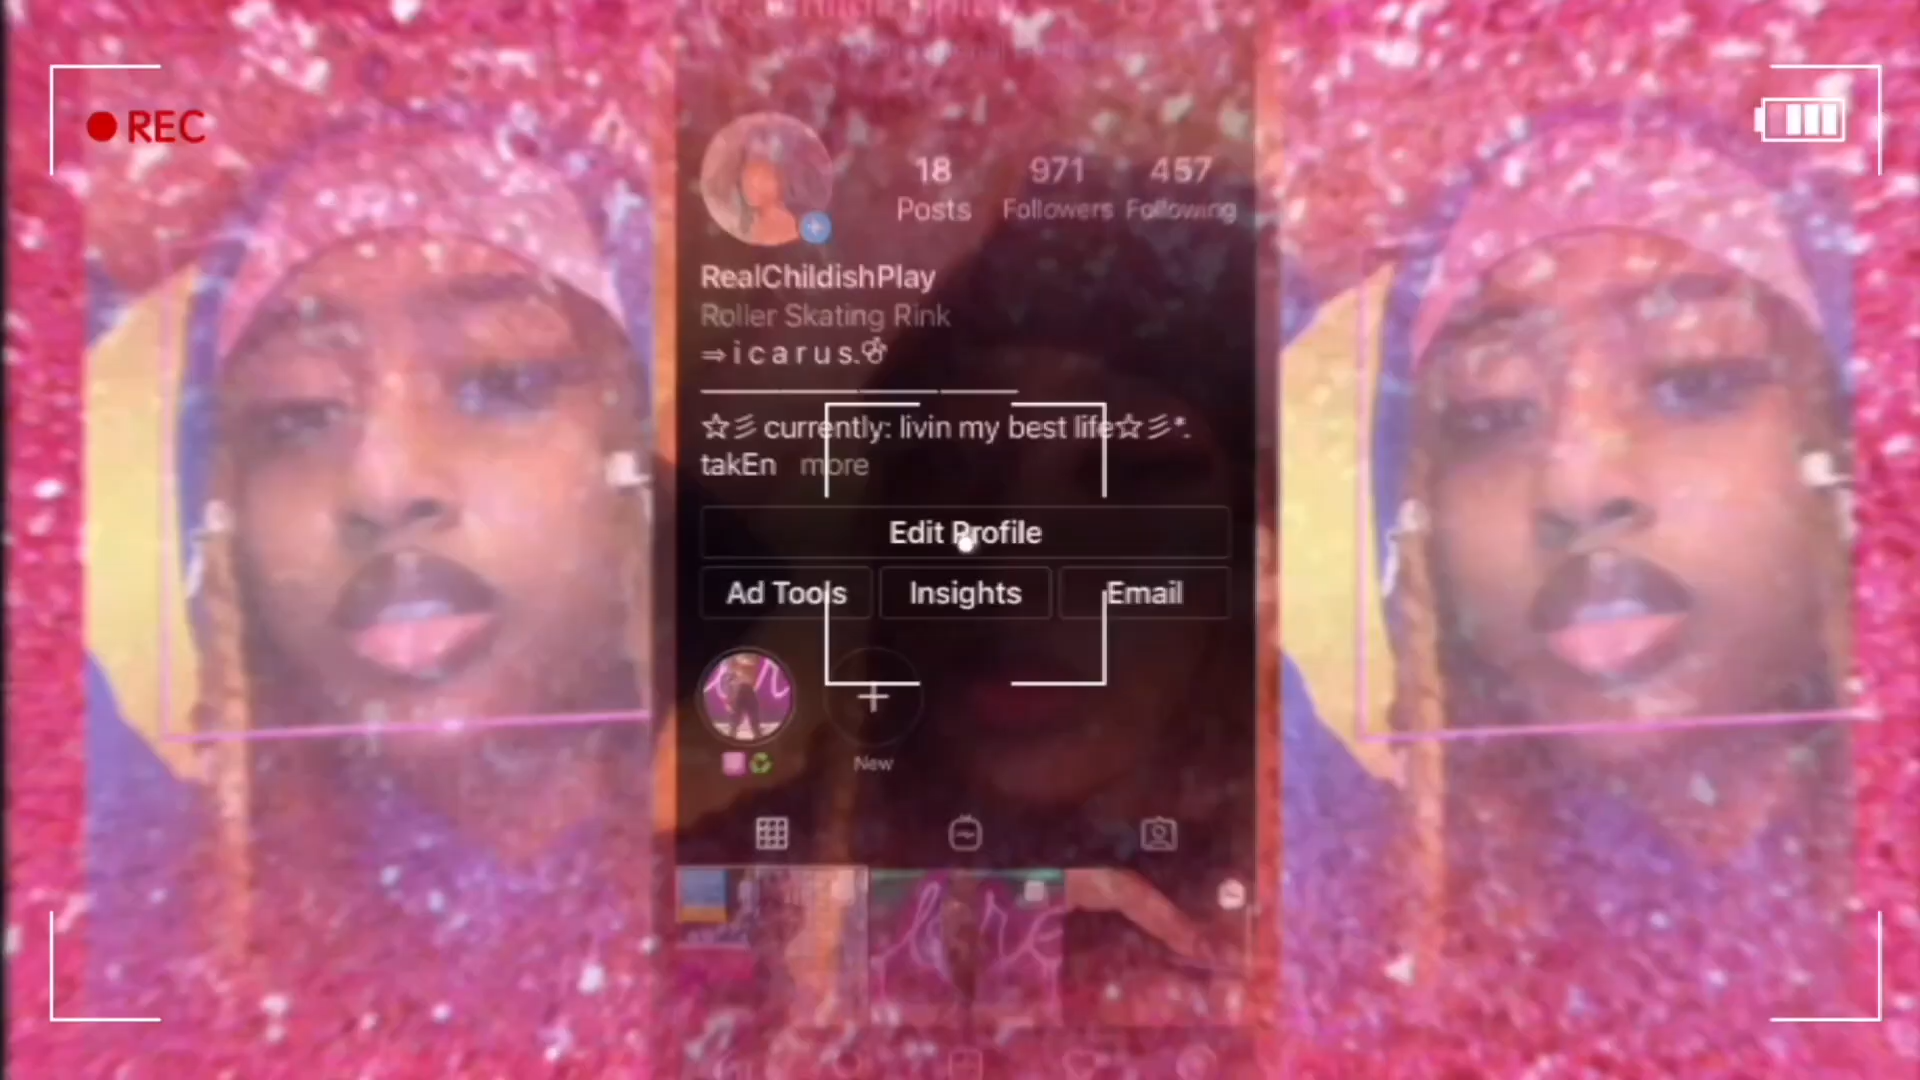 REC
18 971 457
Posts Followers Following
RealChildishPlay
Roller Skating Rink
⇒ i c a r u s.
☆彡 currently: livin my best life☆彡*.
takEn more
Edit Profile
Ad Tools Insights Email
New